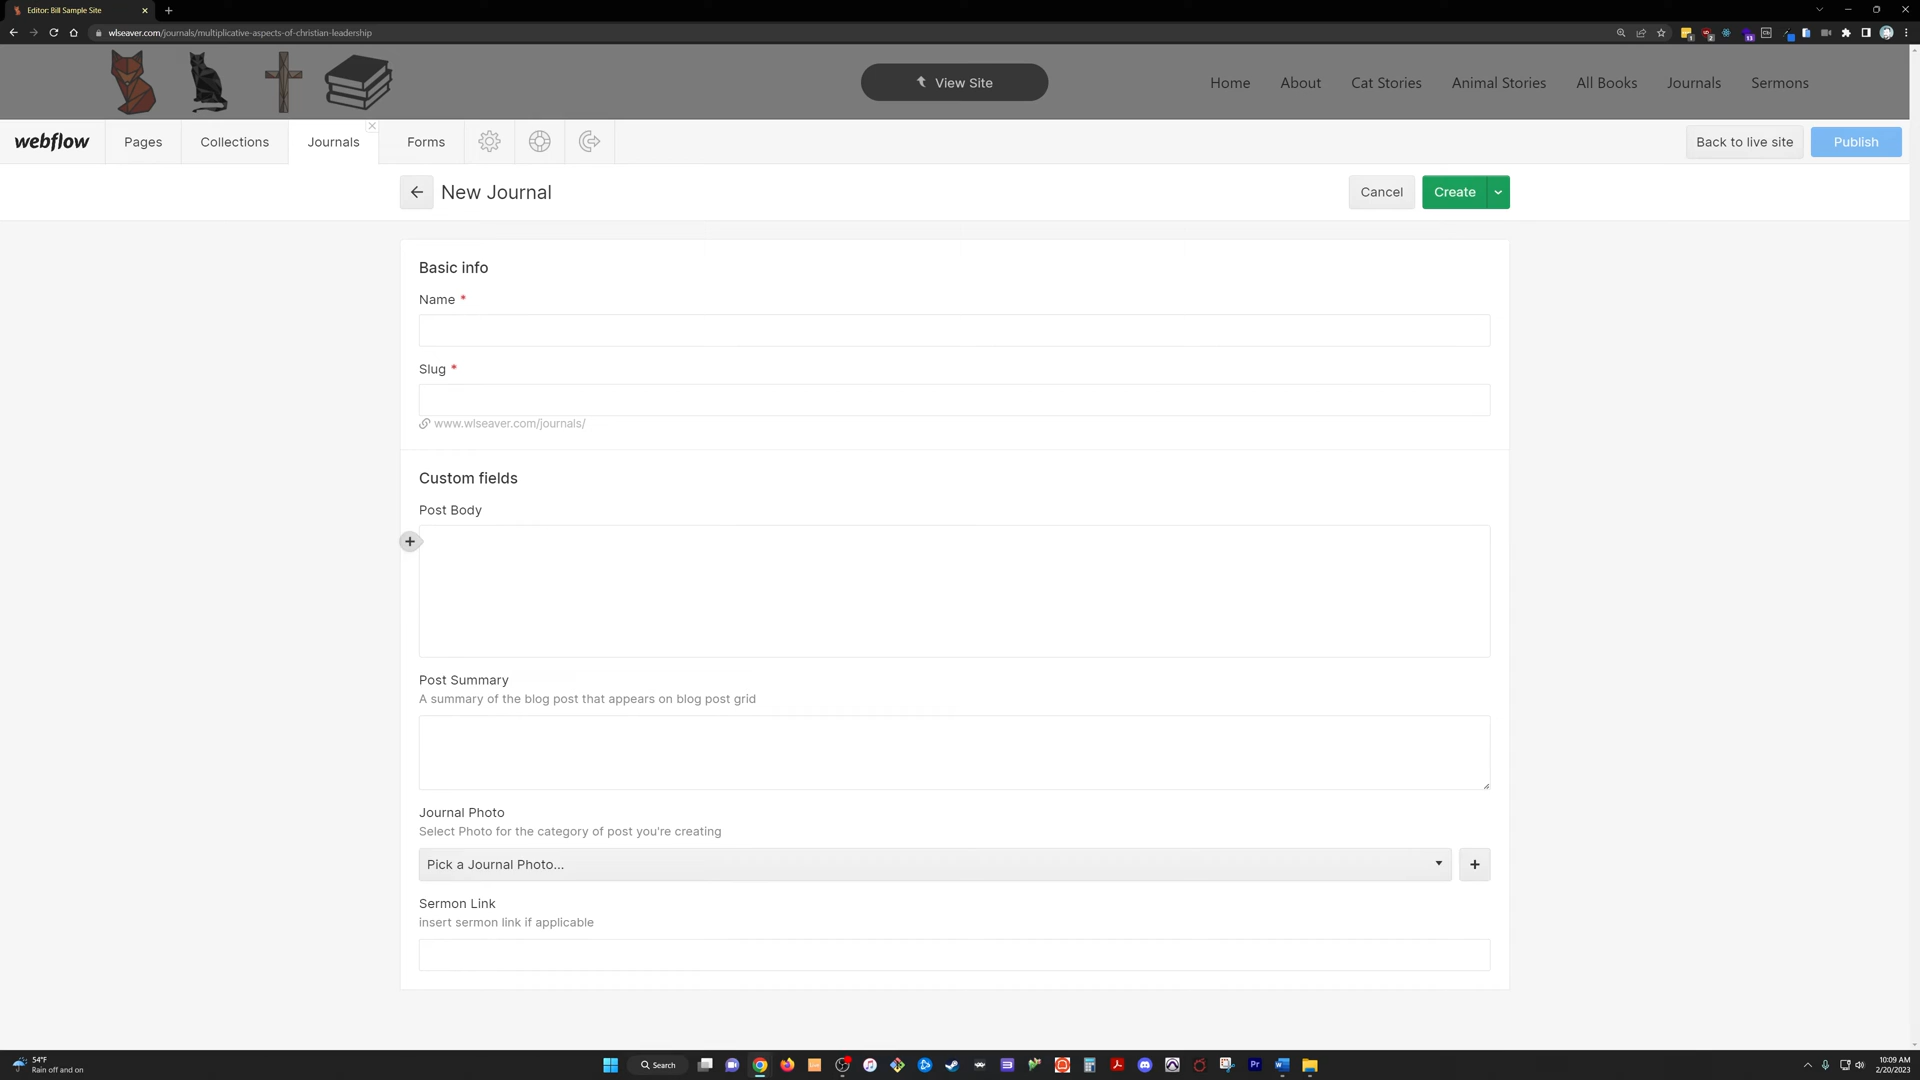 Editor: Bill Sample Site
wlseaver.com/journals/multiplicative-aspects-of-christian-leadership
View Site
Home
About
Cat Stories
Animal Stories
All Books
Journals
Sermons
webflow
Pages
Collections
Journals
Forms
Back to live site
Publish
New Journal
Cancel
Create
Basic info
Name *
Slug *
www.wlseaver.com/journals/
Custom fields
Post Body
Post Summary
A summary of the blog post that appears on blog post grid
Journal Photo
Select Photo for the category of post you're creating
Pick a Journal Photo...
Sermon Link
insert sermon link if applicable
54°F
Rain off and on
Search
10:09 AM
2/20/2023